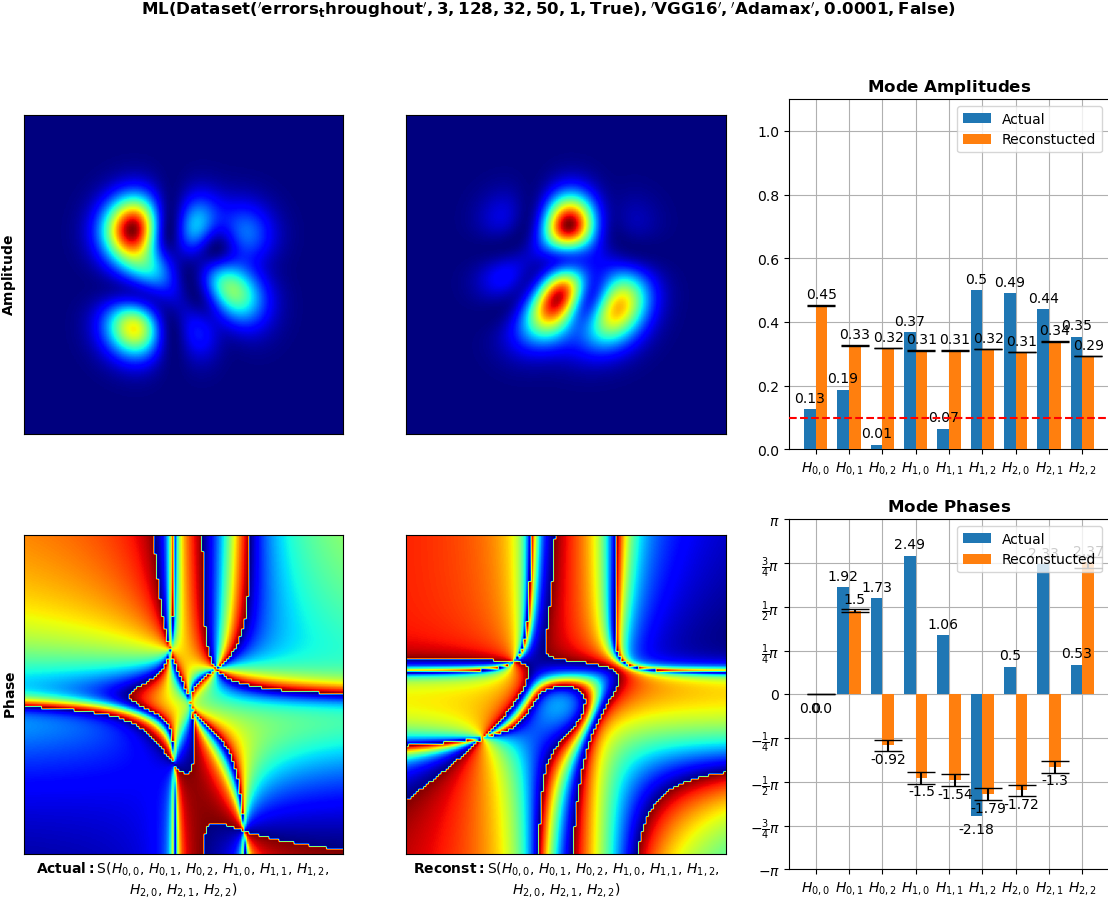 ML(Dataset('errors_throughout', 3, 128, 32, 50, 1, True), 'VGG16', 'Adamax', 0.0001, False)
Amplitude
Mode Amplitudes
Actual
Reconstucted
1.0
0.8
0.6
0.4
0.2
0.0
0.13 0.19 0.01 0.37 0.07 0.5 0.49 0.44 0.35
0.45 0.33 0.32 0.31 0.31 0.32 0.31 0.34 0.29
H0,0 H0,1 H0,2 H1,0 H1,1 H1,2 H2,0 H2,1 H2,2
Phase
Mode Phases
Actual
Reconstucted
π
3/4π
1/2π
1/4π
0
−1/4π
−1/2π
−3/4π
−π
0.0 1.92 1.73 2.49 1.06 -2.18 0.5 2.33 0.53
0.0 1.5 -0.92 -1.5 -1.54 -1.79 -1.72 -1.3 2.37
H0,0 H0,1 H0,2 H1,0 H1,1 H1,2 H2,0 H2,1 H2,2
Actual: S(H0,0, H0,1, H0,2, H1,0, H1,1, H1,2,
H2,0, H2,1, H2,2)
Reconst: S(H0,0, H0,1, H0,2, H1,0, H1,1, H1,2,
H2,0, H2,1, H2,2)